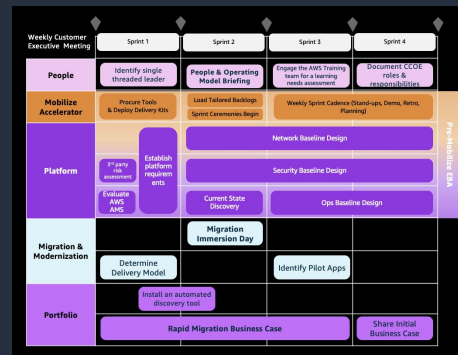 Weekly Customer
Executive Meeting
Sprint 1
Sprint 2
Sprint 3
Sprint 4
People
Identify single
threaded leader
People & Operating
Model Briefing
Engage the AWS Training
team for a learning
needs assessment
Document CCOE
roles &
responsibilities
Mobilize
Accelerator
Procure Tools
& Deploy Delivery Kits
Load Tailored Backlogs
Sprint Ceremonies Begin
Weekly Sprint Cadence (Stand-ups, Demo, Retro,
Planning)
Platform
3rd party
risk
assessment
Evaluate
AWS
AMS
Establish
platform
requirem
ents
Network Baseline Design
Security Baseline Design
Current State
Discovery
Ops Baseline Design
Pre-Mobilize EBA
Migration &
Modernization
Migration
Immersion Day
Determine
Delivery Model
Identify Pilot Apps
Portfolio
Install an automated
discovery tool
Rapid Migration Business Case
Share Initial
Business Case